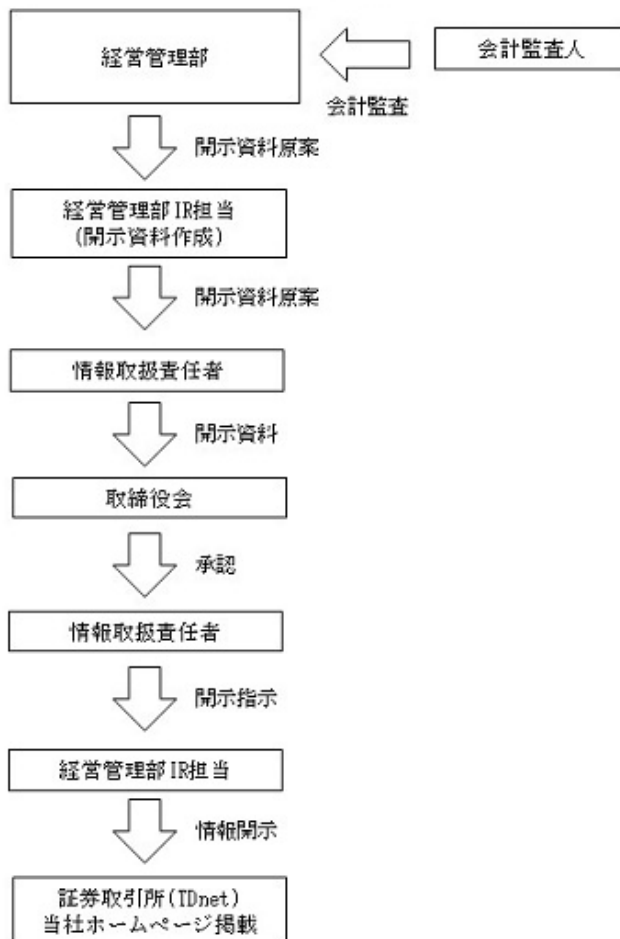 経営管理部
会計監査人
会計監査
開示資料原案
経営管理部IR担当
(開示資料作成)
開示資料原案
情報取扱責任者
開示資料
取締役会
承認
情報取扱責任者
開示指示
経営管理部IR担当
情報開示
証券取引所(TDnet)
当社ホームページ掲載